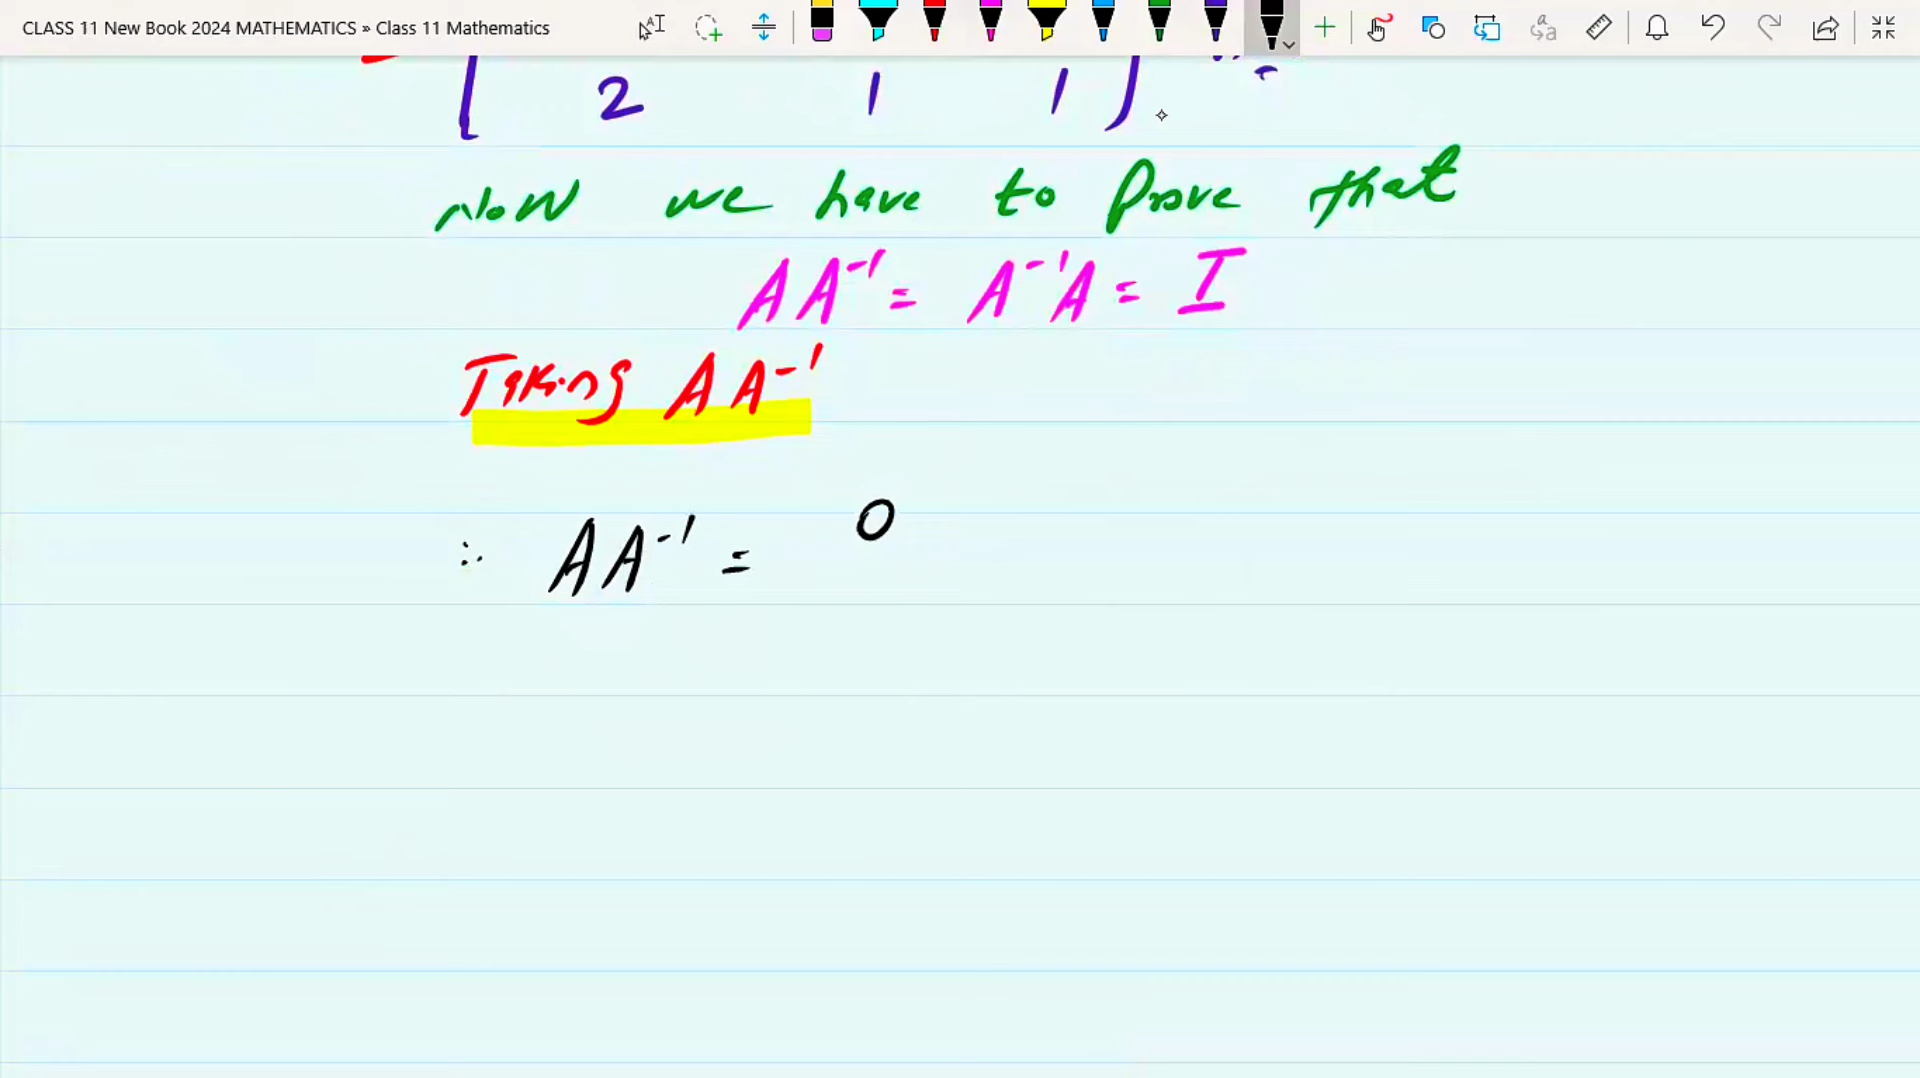 CLASS 11 New Book 2024 MATHEMATICS » Class 11 Mathematics
2 1 1
now we have to Prove that
AA⁻¹ = A⁻¹A = I
Taking AA⁻¹
∴ AA⁻¹ = 0